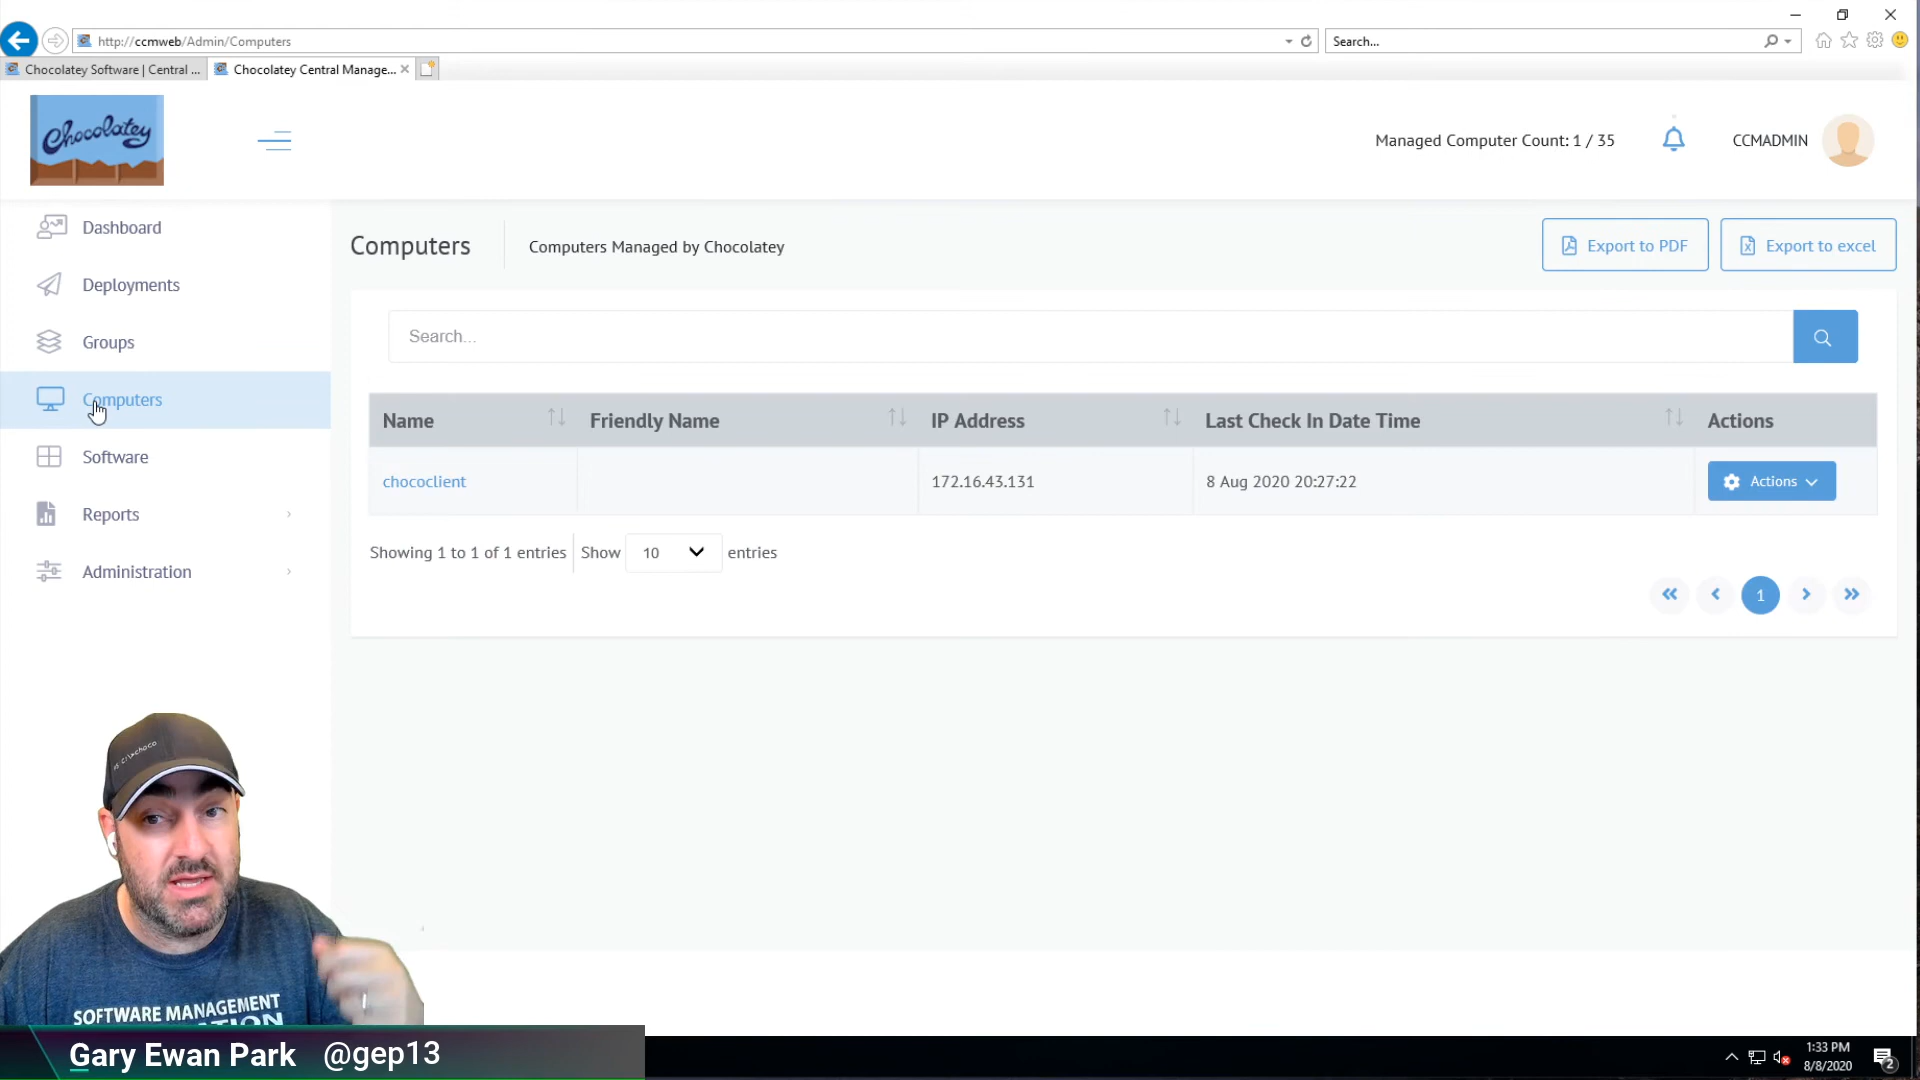 http://ccmweb/Admin/Computers
Search...
Chocolatey Software | Central ...
Chocolatey Central Manage...
Chocolatey
Managed Computer Count: 1 / 35
CCMADMIN
Dashboard
Deployments
Groups
Computers
Software
Reports
Administration
Computers
Computers Managed by Chocolatey
Export to PDF
Export to excel
Search...
Name
Friendly Name
IP Address
Last Check In Date Time
Actions
chococlient
172.16.43.131
8 Aug 2020 20:27:22
Actions
Showing 1 to 1 of 1 entries
Show 10 entries
1
SOFTWARE MANAGEMENT
Gary Ewan Park @gep13
1:33 PM
8/8/2020
2